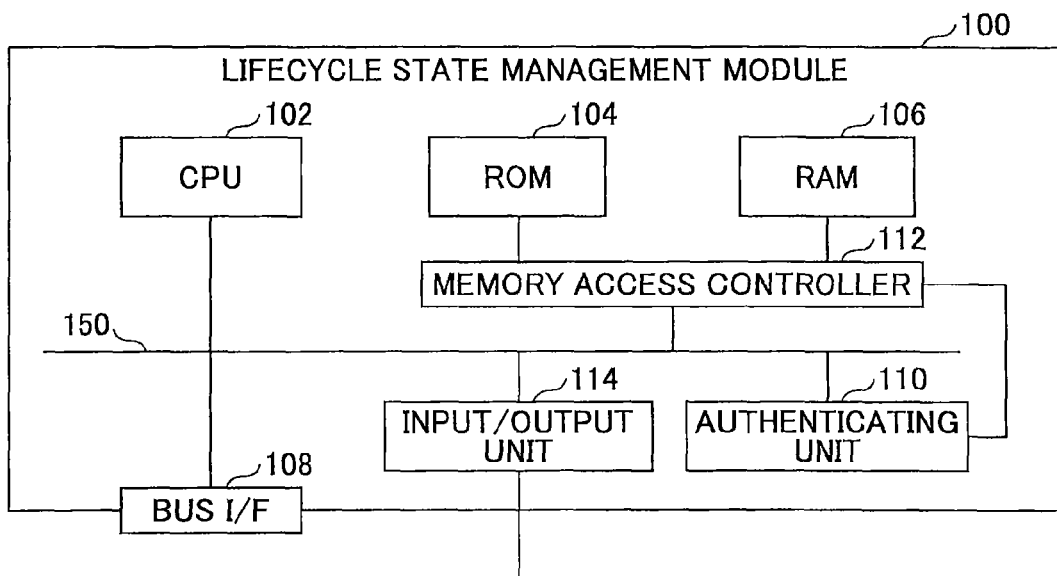 100
LIFECYCLE STATE MANAGEMENT MODULE
102
104
106
CPU
ROM
RAM
112
MEMORY ACCESS CONTROLLER
150
114
110
INPUT/OUTPUT
UNIT
AUTHENTICATING
UNIT
108
BUS I/F